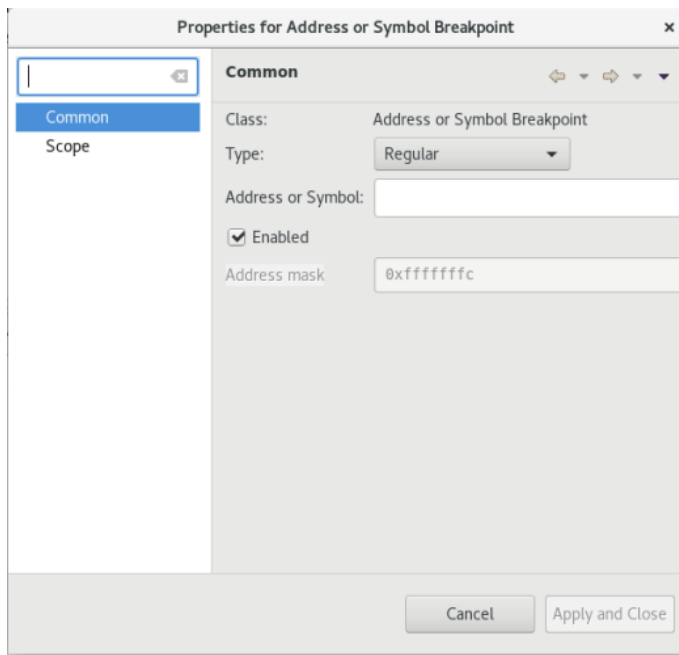 Properties for Address or Symbol Breakpoint
Common
Scope
Common
Class: Address or Symbol Breakpoint
Type: Regular
Address or Symbol:
Enabled
Address mask 0xfffffffc
Cancel Apply and Close